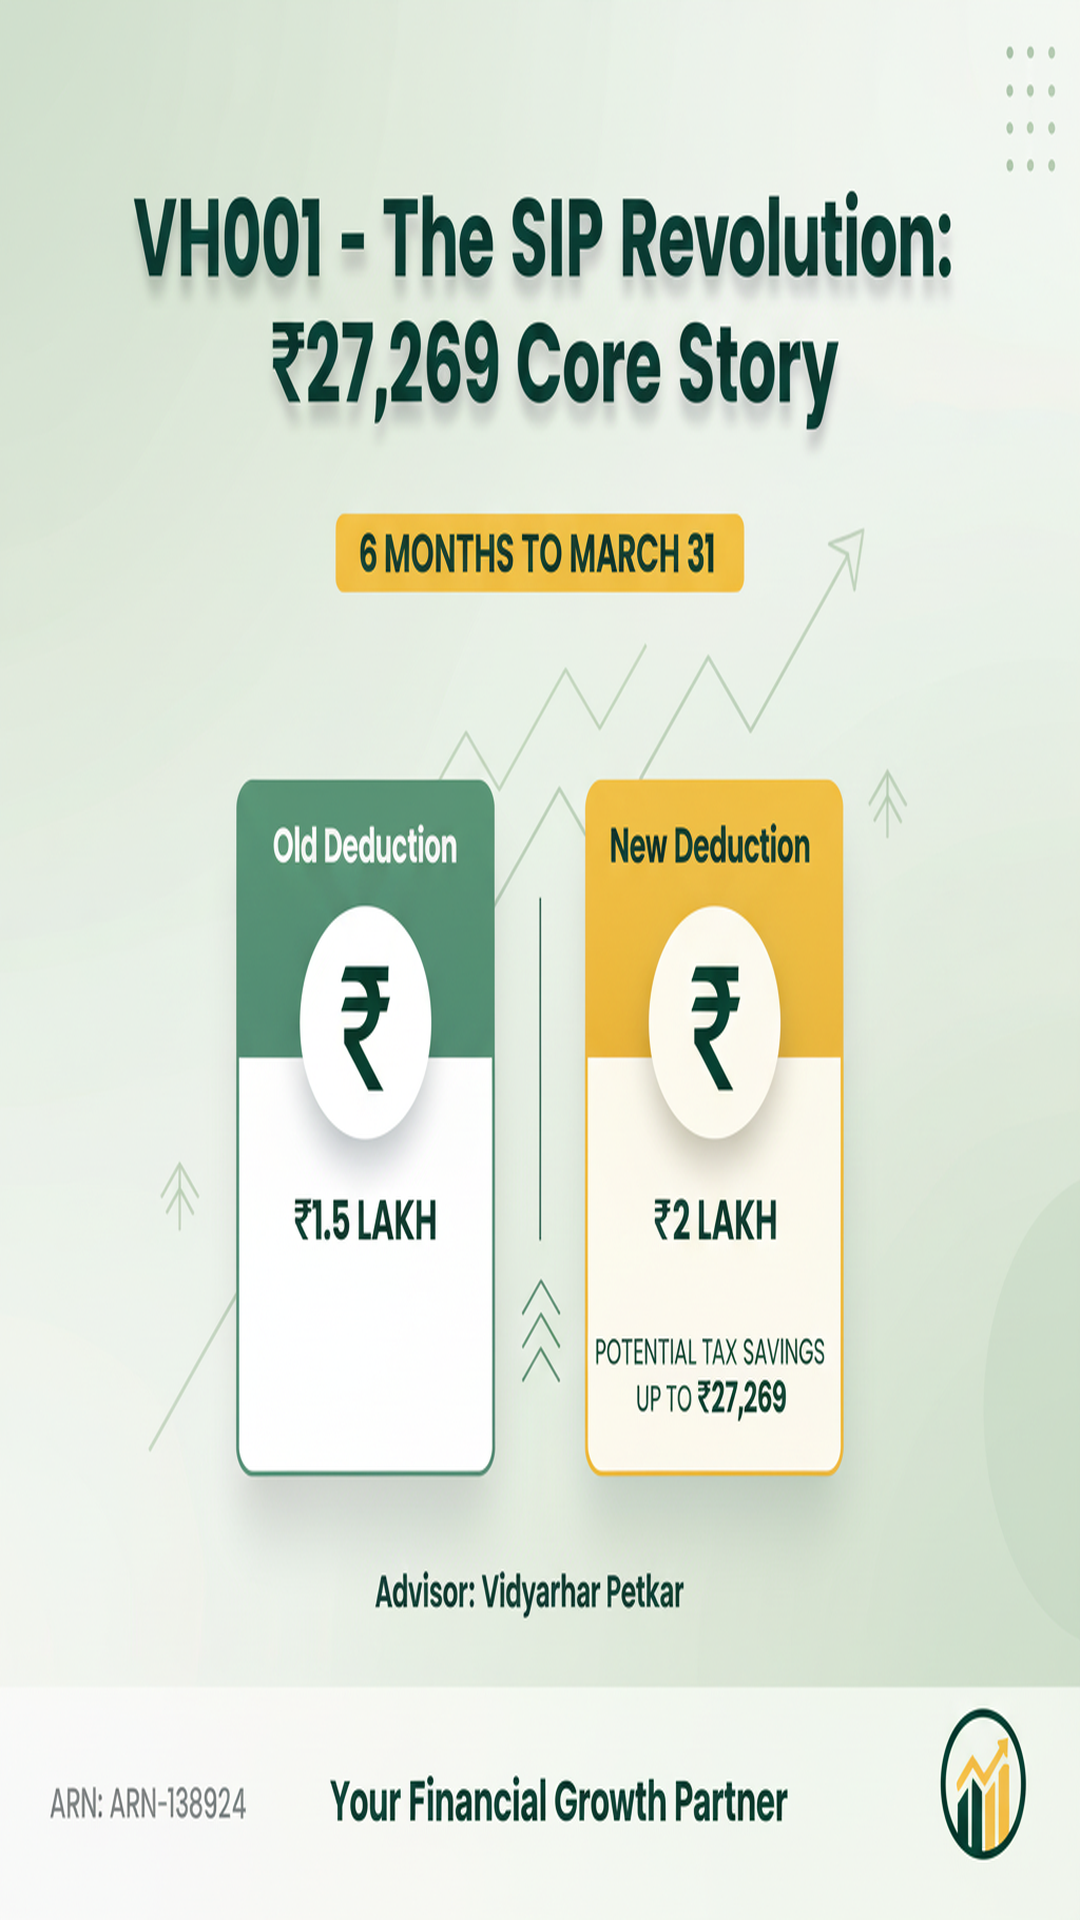 VH001 - The SIP Revolution:
₹27,269 Core Story
6 MONTHS TO MARCH 31
Old Deduction
₹
₹1.5 LAKH
New Deduction
₹
₹2 LAKH
POTENTIAL TAX SAVINGS
UP TO ₹27,269
Advisor: Vidyarhar Petkar
ARN: ARN-138924
Your Financial Growth Partner